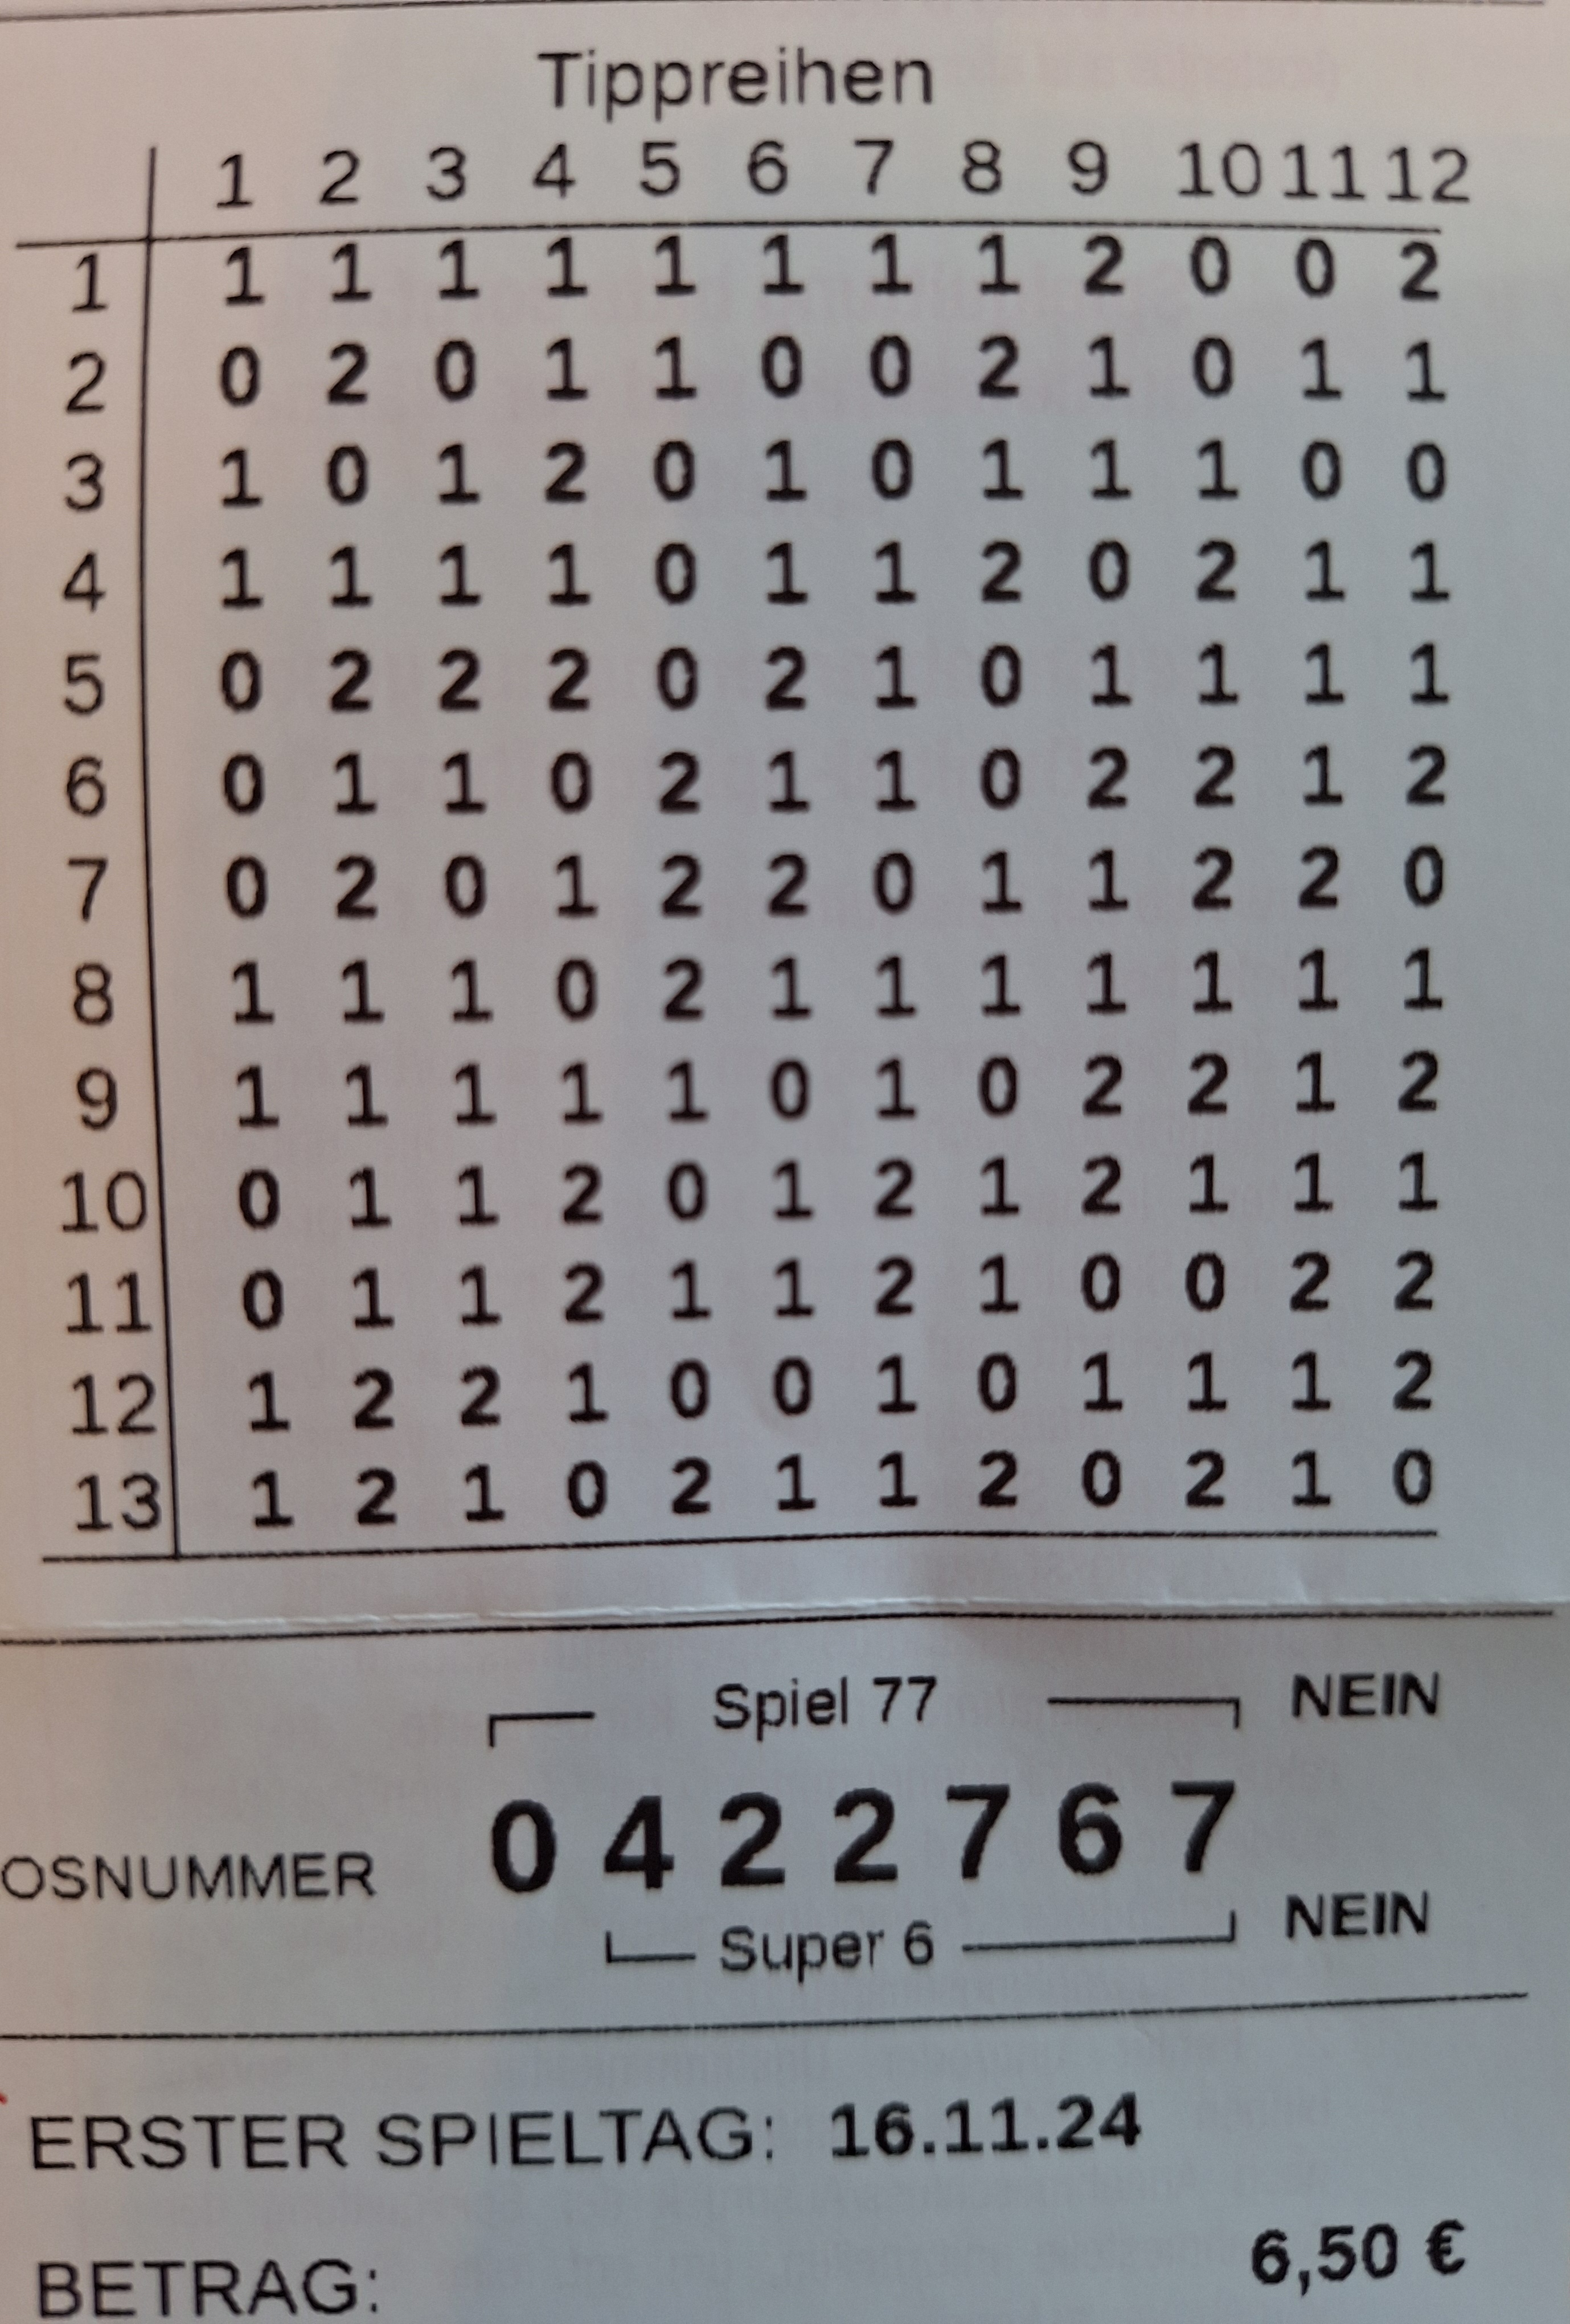 Tippreihen
1 2 3 4 5 6 7 8 9 10 11 12
1 1 1 1 1 1 1 1 1 2 0 0 2
2 0 2 0 1 1 0 0 2 1 0 1 1
3 1 0 1 2 0 1 0 1 1 1 0 0
4 1 1 1 1 0 1 1 2 0 2 1 1
5 0 2 2 2 0 2 1 0 1 1 1 1
6 0 1 1 0 2 1 1 0 2 2 1 2
7 0 2 0 1 2 2 0 1 1 2 2 0
8 1 1 1 0 2 1 1 1 1 1 1 1
9 1 1 1 1 1 0 1 0 2 2 1 2
10 0 1 1 2 0 1 2 1 2 1 1 1
11 0 1 1 2 1 1 2 1 0 0 2 2
12 1 2 2 1 0 0 1 0 1 1 1 2
13 1 2 1 0 2 1 1 2 0 2 1 0
Spiel 77 NEIN
OSNUMMER 0 4 2 2 7 6 7
Super 6 NEIN
ERSTER SPIELTAG: 16.11.24
BETRAG: 6,50 €